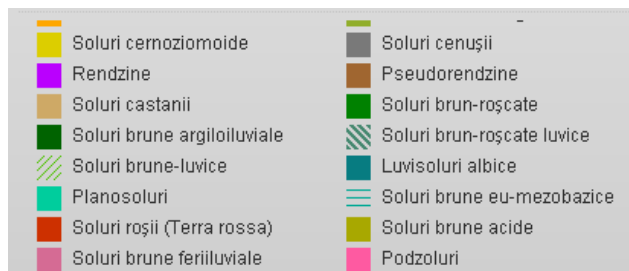 Soluri cernoziomoide
Soluri cenușii
Rendzine
Pseudorendzine
Soluri castanii
Soluri brun-roșcate
Soluri brune argiloiluviale
Soluri brun-roșcate luvice
Soluri brune-luvice
Luvisoluri albice
Planosoluri
Soluri brune eu-mezobazice
Soluri roșii (Terra rossa)
Soluri brune acide
Soluri brune feriiluviale
Podzoluri